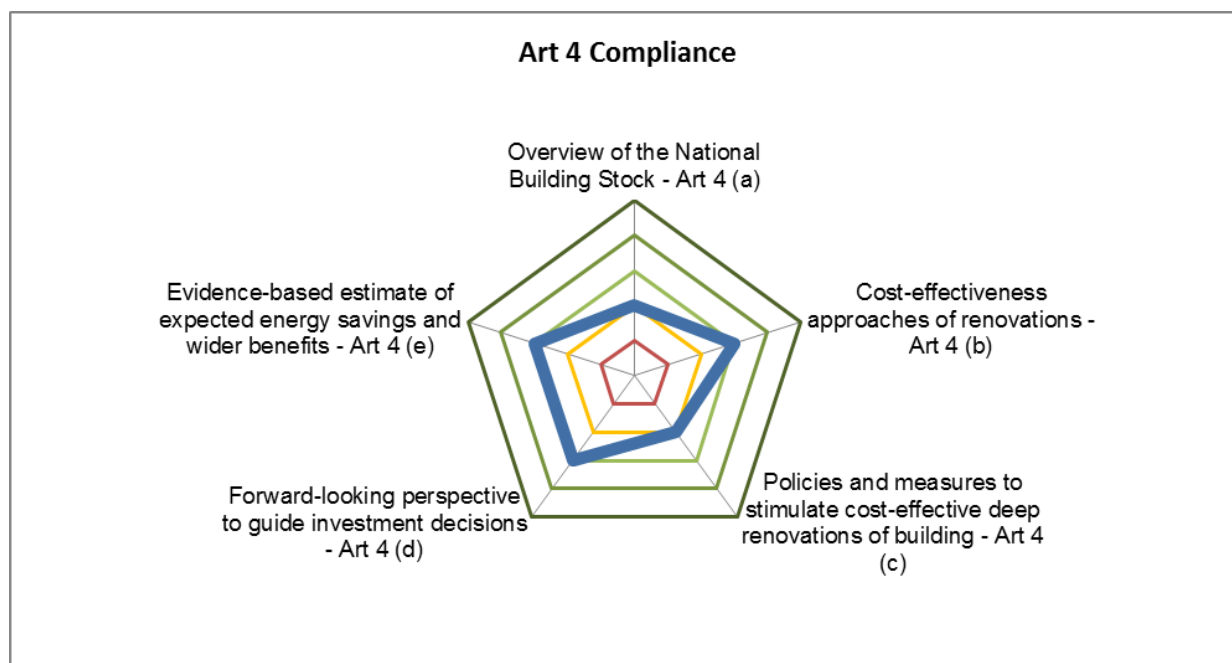 Art 4 Compliance
Overview of the National
Building Stock - Art 4 (a)
Cost-effectiveness
approaches of renovations -
Art 4 (b)
Policies and measures to
stimulate cost-effective deep
renovations of building - Art 4
(c)
Forward-looking perspective
to guide investment decisions
- Art 4 (d)
Evidence-based estimate of
expected energy savings and
wider benefits - Art 4 (e)